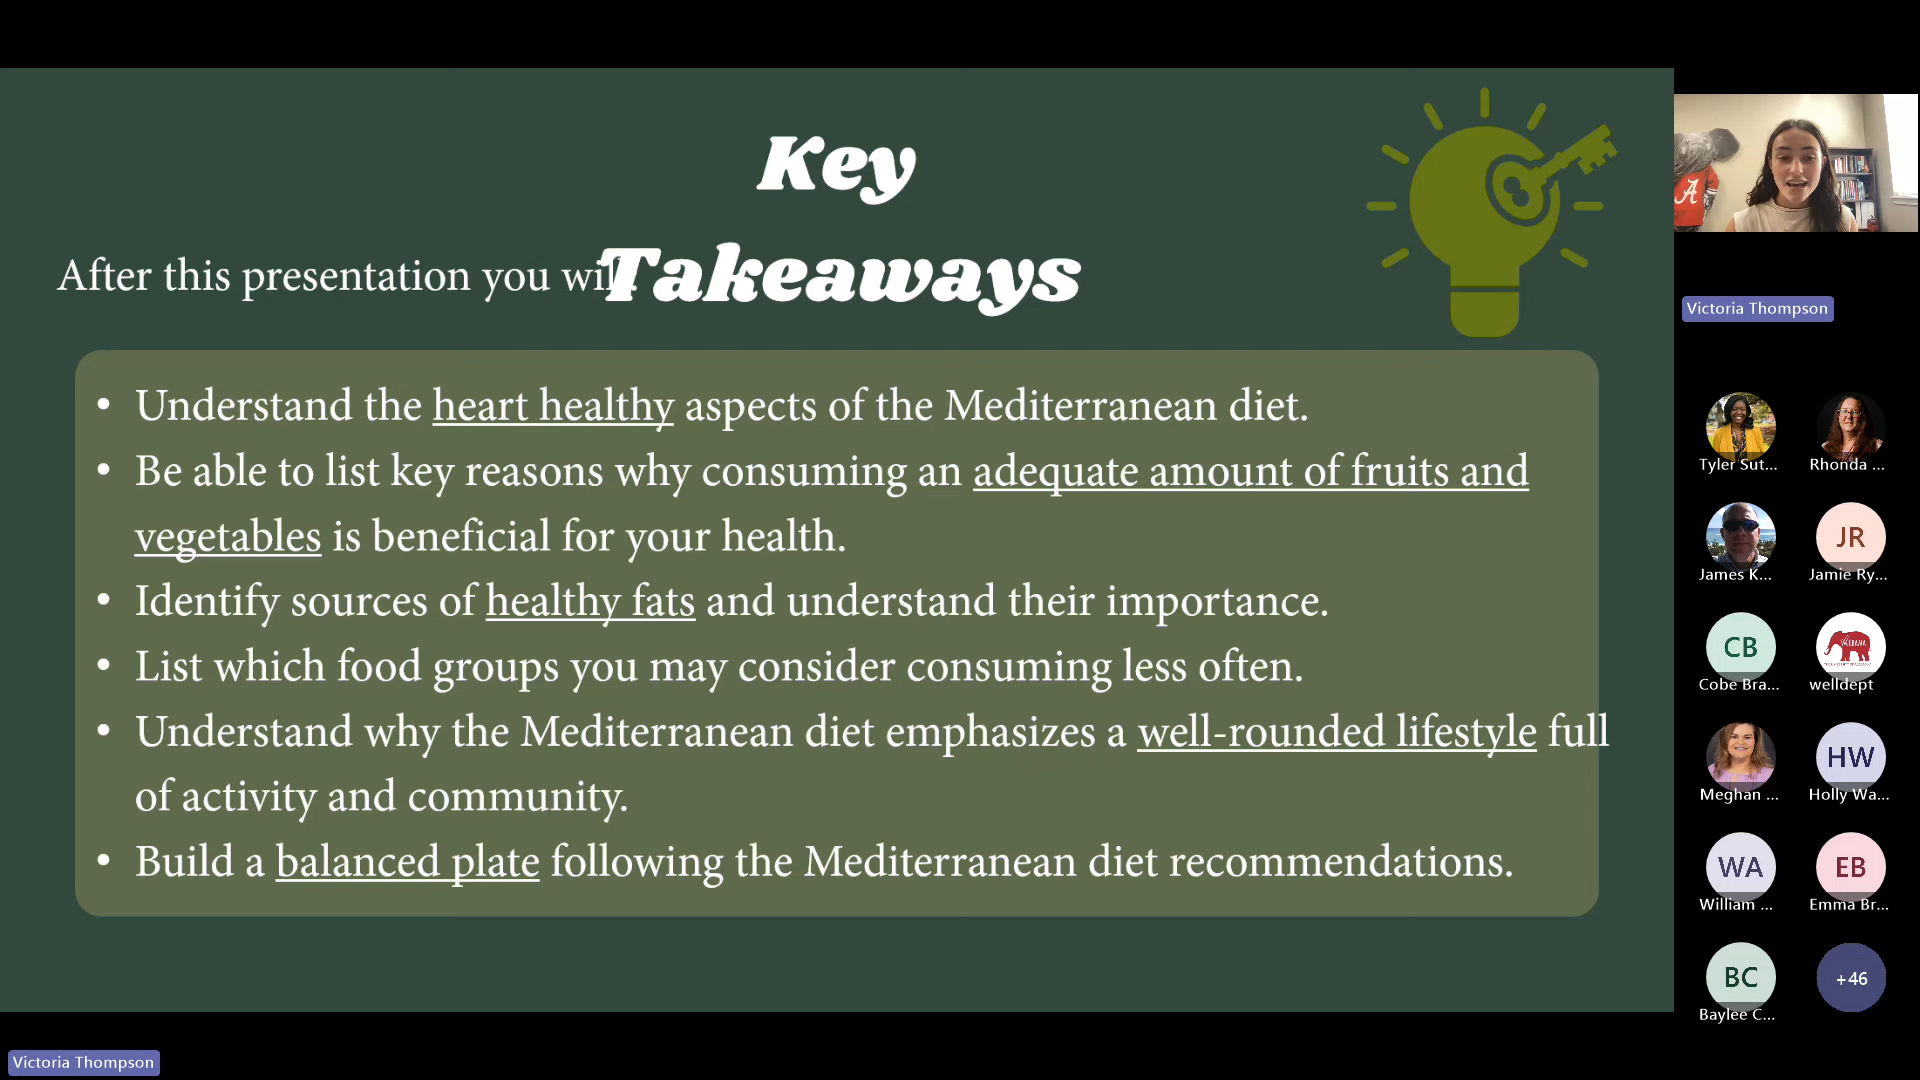 Key
Takeaways
After this presentation you will
• Understand the heart healthy aspects of the Mediterranean diet.
• Be able to list key reasons why consuming an adequate amount of fruits and
vegetables is beneficial for your health.
• Identify sources of healthy fats and understand their importance.
• List which food groups you may consider consuming less often.
• Understand why the Mediterranean diet emphasizes a well-rounded lifestyle full
of activity and community.
• Build a balanced plate following the Mediterranean diet recommendations.
A
Victoria Thompson
Tyler Sut...
Rhonda ...
James K...
JR
Jamie Ry...
CB
Cobe Bra...
welldept
Meghan ...
HW
Holly Wa...
WA
William ...
EB
Emma Br...
BC
Baylee C...
+46
Victoria Thompson